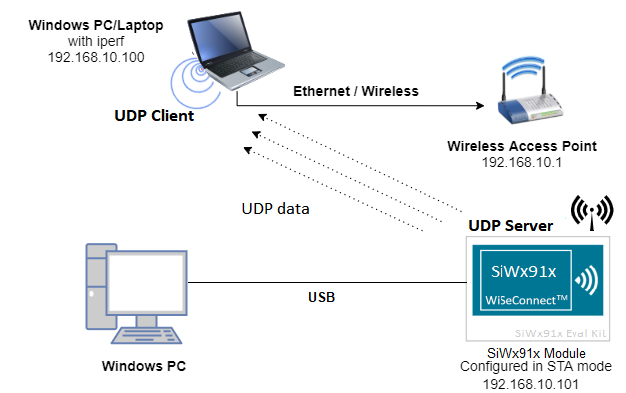 Windows PC/Laptop
with iperf
192.168.10.100
UDP Client
Ethernet / Wireless
Wireless Access Point
192.168.10.1
UDP data
UDP Server
SiWx91x
WiSeConnect™
SiWx91x Eval Kit
USB
Windows PC
SiWx91x Module
Configured in STA mode
192.168.10.101